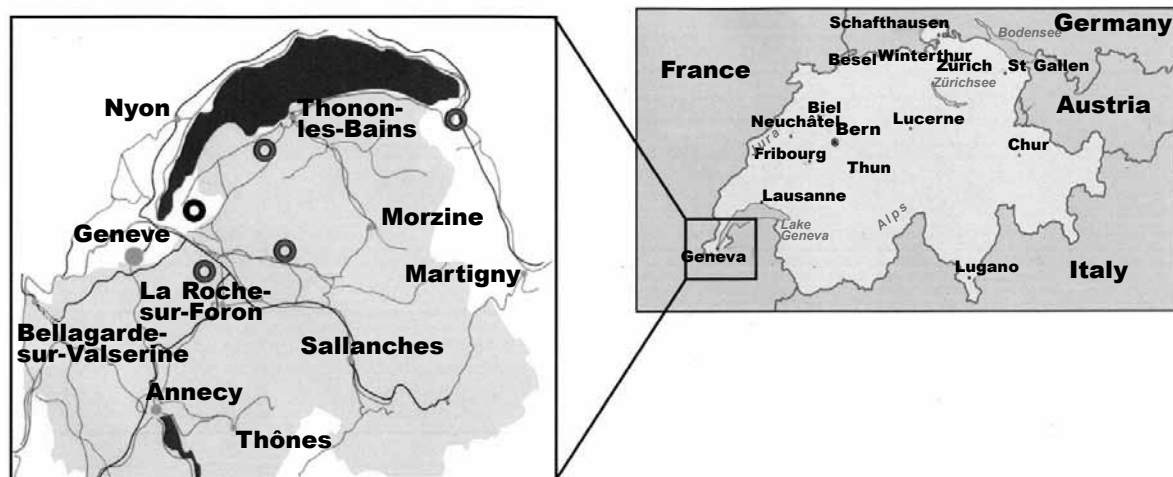 Nyon
Thonon-
les-Bains
Geneve
Morzine
Martigny
La Roche-
sur-Foron
Bellagarde-
sur-Valserine
Sallanches
Annecy
Thônes
Schafthausen
Germany
Bodensee
Besel
Winterthur
Zürich
St Gallen
France
Zürichsee
Austria
Biel
Neuchâtel
Bern
Lucerne
Jura
Fribourg
Thun
Chur
Lausanne
Alps
Lake
Geneva
Geneva
Lugano
Italy